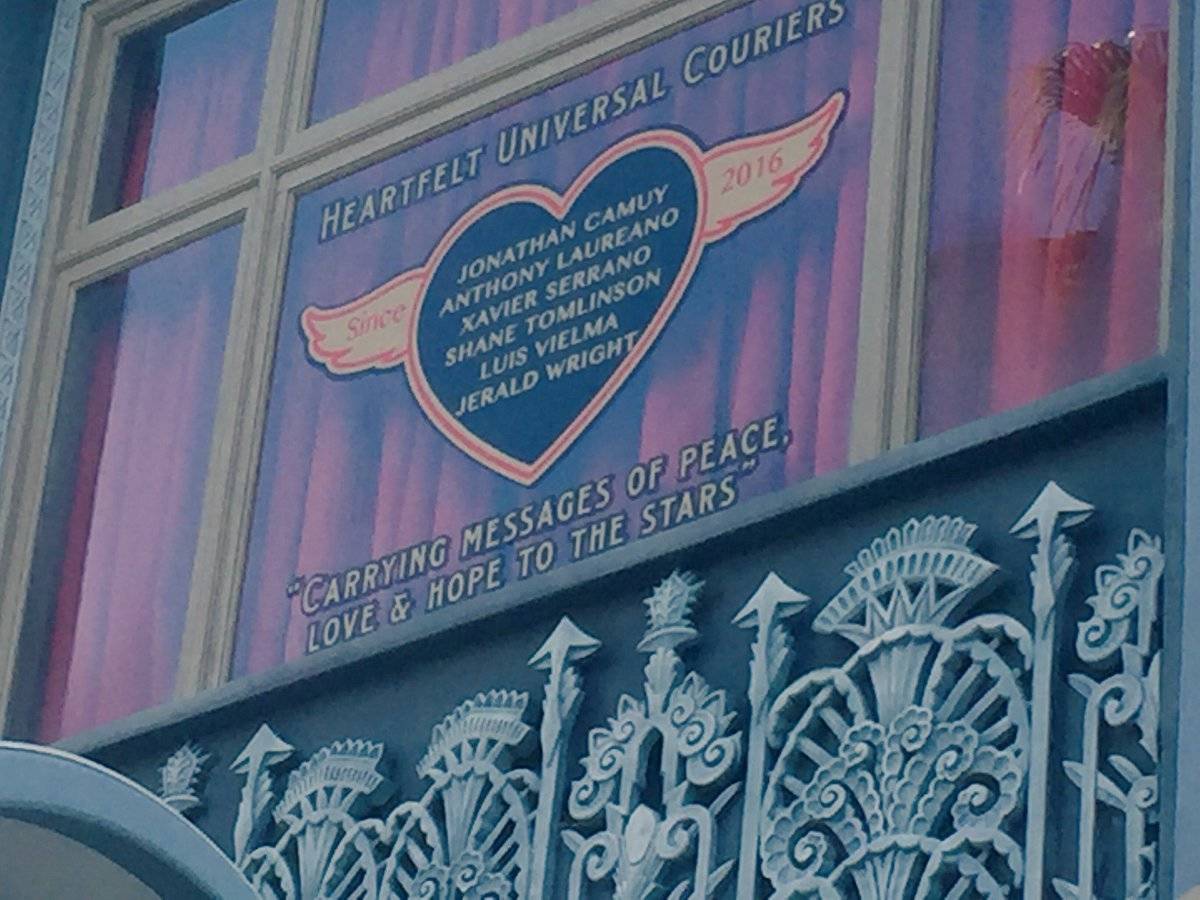 HEARTFELT UNIVERSAL COURIERS
Since
2016
JONATHAN CAMUY
ANTHONY LAUREANO
XAVIER SERRANO
SHANE TOMLINSON
LUIS VIELMA
JERALD WRIGHT
"CARRYING MESSAGES OF PEACE,
LOVE & HOPE TO THE STARS"